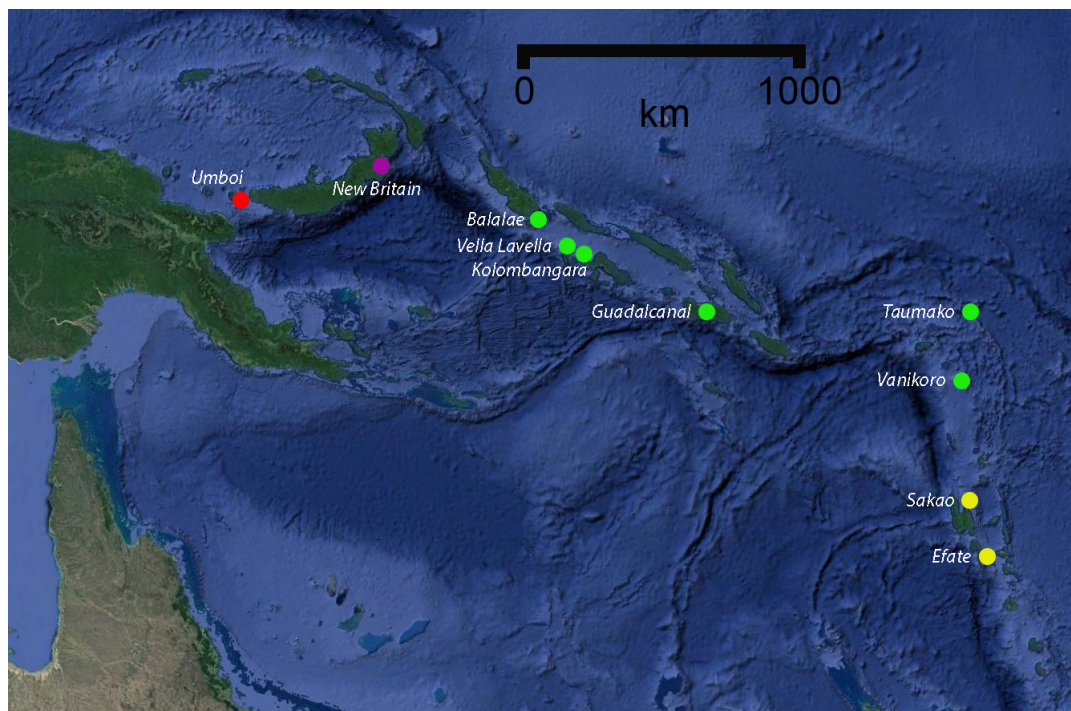 0 1000
km
Umboi
New Britain
Balalae
Vella Lavella
Kolombangara
Guadalcanal
Taumako
Vanikoro
Sakao
Efate